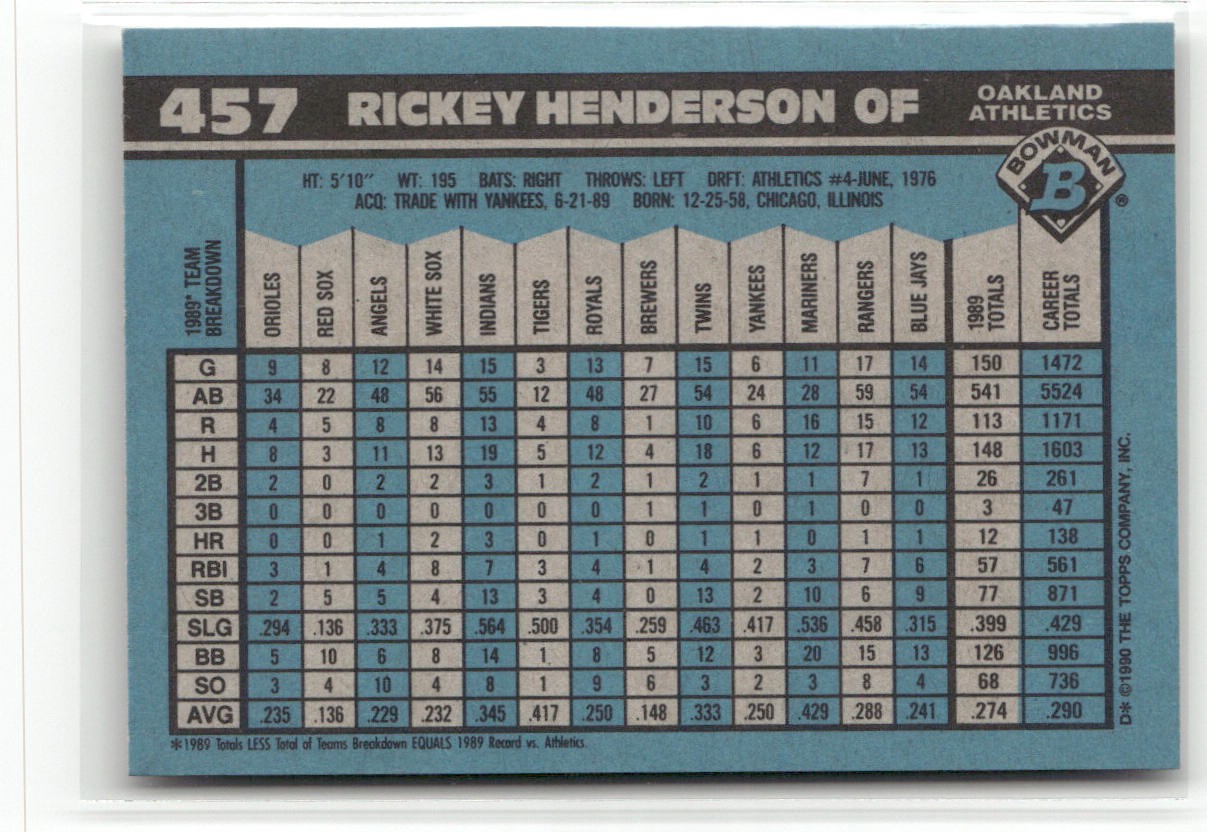 457 RICKEY HENDERSON OF OAKLAND ATHLETICS
BOWMAN
B
®
HT: 5'10" WT: 195 BATS: RIGHT THROWS: LEFT DRFT: ATHLETICS #4-JUNE, 1976
ACQ: TRADE WITH YANKEES, 6-21-89 BORN: 12-25-58, CHICAGO, ILLINOIS
1989* TEAM BREAKDOWN ORIOLES RED SOX ANGELS WHITE SOX INDIANS TIGERS ROYALS BREWERS TWINS YANKEES MARINERS RANGERS BLUE JAYS 1989 TOTALS CAREER TOTALS
G 9 8 12 14 15 3 13 7 15 6 11 17 14 150 1472
AB 34 22 48 56 55 12 48 27 54 24 28 59 54 541 5524
R 4 5 8 8 13 4 8 1 10 6 16 15 12 113 1171
H 8 3 11 13 19 5 12 4 18 6 12 17 13 148 1603
2B 2 0 2 2 3 1 2 1 2 1 1 7 1 26 261
3B 0 0 0 0 0 0 0 1 1 0 1 0 0 3 47
HR 0 0 1 2 3 0 1 0 1 1 0 1 1 12 138
RBI 3 1 4 8 7 3 4 1 4 2 3 7 6 57 561
SB 2 5 5 4 13 3 4 0 13 2 10 6 9 77 871
SLG .294 .136 .333 .375 .564 .500 .354 .259 .463 .417 .536 .458 .315 .399 .429
BB 5 10 6 8 14 1 8 5 12 3 20 15 13 126 996
SO 3 4 10 4 8 1 9 6 3 2 3 8 4 68 736
AVG .235 .136 .229 .232 .345 .417 .250 .148 .333 .250 .429 .288 .241 .274 .290
*1989 Totals LESS Total of Teams Breakdown EQUALS 1989 Record vs. Athletics.
D* ©1990 THE TOPPS COMPANY, INC.